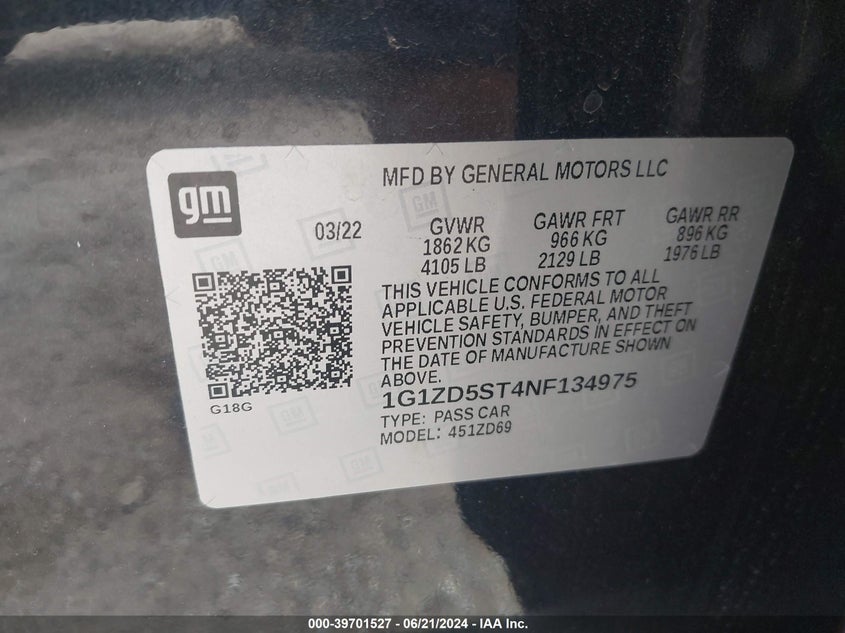 gm
MFD BY GENERAL MOTORS LLC
03/22
GVWR GAWR FRT GAWR RR
1862 KG 966 KG 896 KG
4105 LB 2129 LB 1976 LB
THIS VEHICLE CONFORMS TO ALL
APPLICABLE U.S. FEDERAL MOTOR
VEHICLE SAFETY, BUMPER, AND THEFT
PREVENTION STANDARDS IN EFFECT ON
THE DATE OF MANUFACTURE SHOWN
ABOVE.
1G1ZD5ST4NF134975
TYPE: PASS CAR
MODEL: 451ZD69
G18G
000-39701527 - 06/21/2024 - IAAI.COM